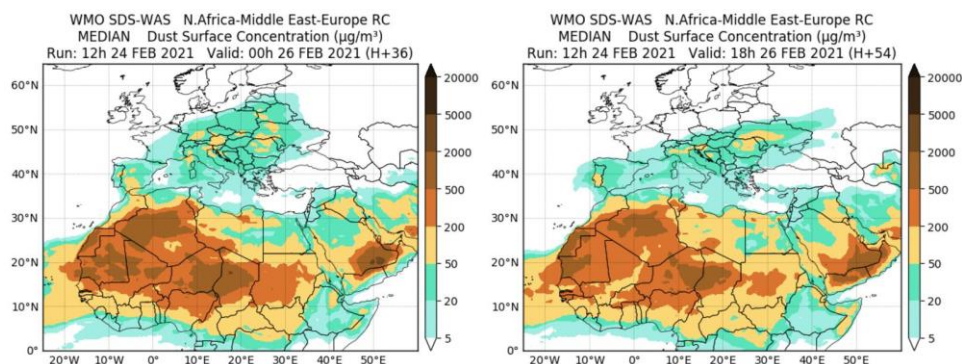 WMO SDS-WAS N.Africa-Middle East-Europe RC
MEDIAN Dust Surface Concentration (µg/m³)
Run: 12h 24 FEB 2021 Valid: 00h 26 FEB 2021 (H+36)
60°N
50°N
40°N
30°N
20°N
10°N
0°
20°W
10°W
0°
10°E
20°E
30°E
40°E
50°E
20000
5000
2000
500
200
50
20
5
WMO SDS-WAS N.Africa-Middle East-Europe RC
MEDIAN Dust Surface Concentration (µg/m³)
Run: 12h 24 FEB 2021 Valid: 18h 26 FEB 2021 (H+54)
60°N
50°N
40°N
30°N
20°N
10°N
0°
20°W
10°W
0°
10°E
20°E
30°E
40°E
50°E
20000
5000
2000
500
200
50
20
5